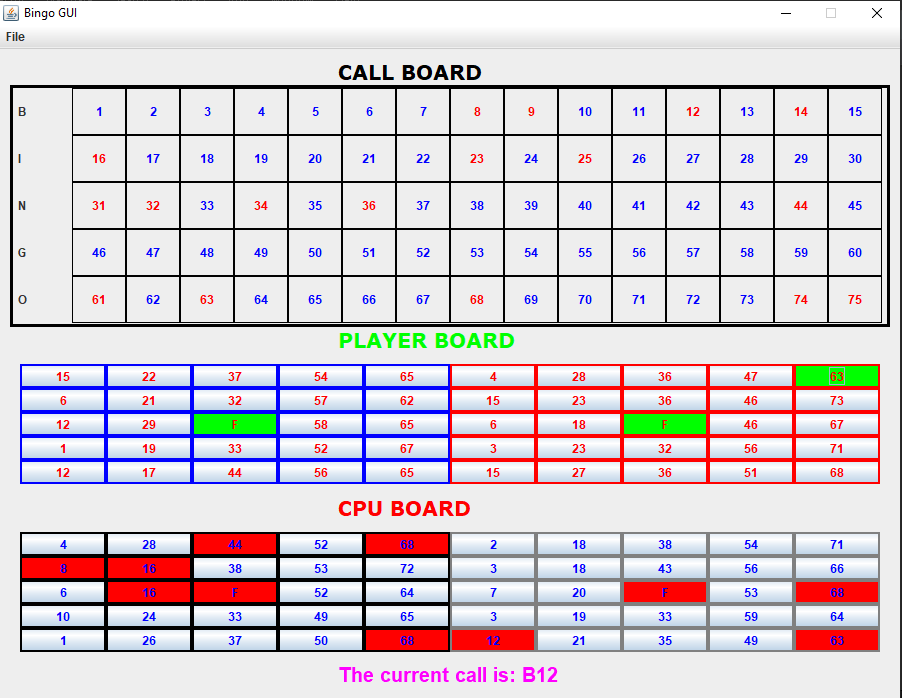 Bingo GUI
File
CALL BOARD
B 1 2 3 4 5 6 7 8 9 10 11 12 13 14 15
I 16 17 18 19 20 21 22 23 24 25 26 27 28 29 30
N 31 32 33 34 35 36 37 38 39 40 41 42 43 44 45
G 46 47 48 49 50 51 52 53 54 55 56 57 58 59 60
O 61 62 63 64 65 66 67 68 69 70 71 72 73 74 75
PLAYER BOARD
15 22 37 54 65 4 28 36 47 63
6 21 32 57 62 15 23 36 46 73
12 29 F 58 65 6 18 F 46 67
1 19 33 52 67 3 23 32 56 71
12 17 44 56 65 15 27 36 51 68
CPU BOARD
4 28 44 52 68 2 18 38 54 71
8 16 38 53 72 3 18 43 56 66
6 16 F 52 64 7 20 F 53 68
10 24 33 49 65 3 19 33 59 64
1 26 37 50 68 12 21 35 49 63
The current call is: B12